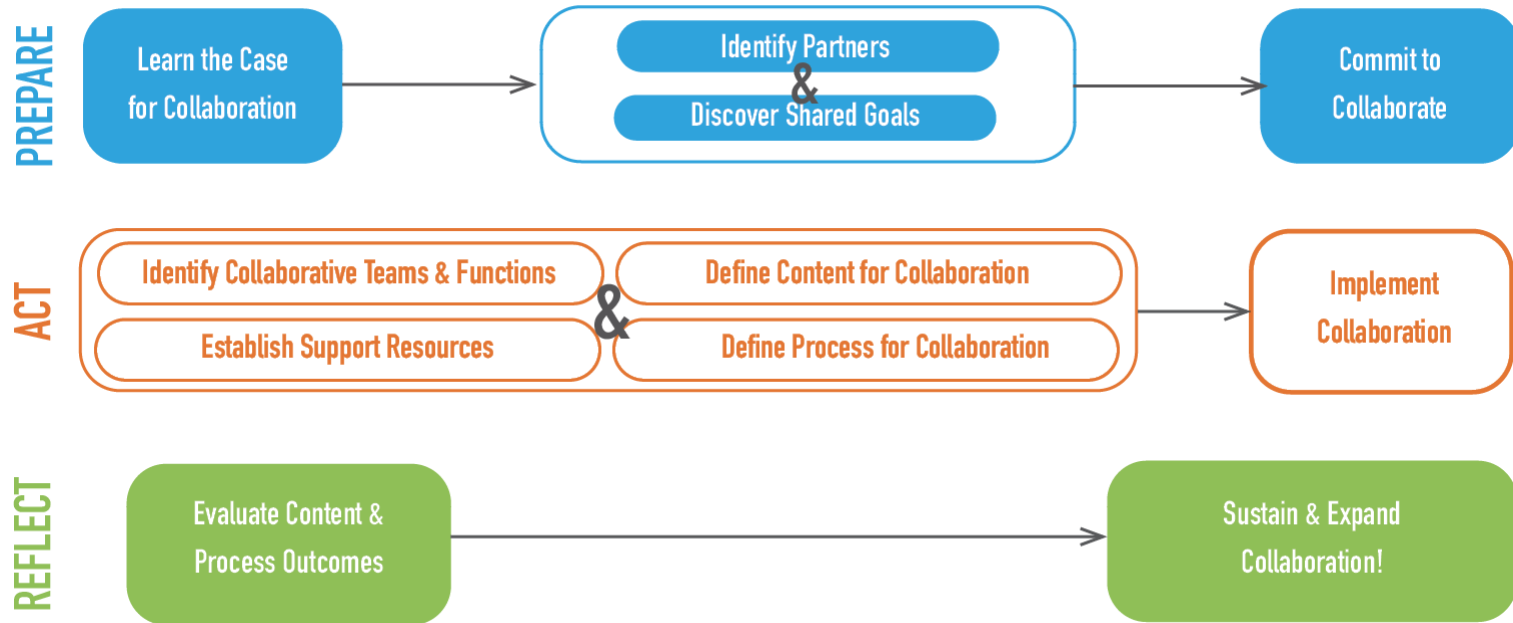 PREPARE
Learn the Case
for Collaboration
Identify Partners
&
Discover Shared Goals
Commit to
Collaborate
ACT
Identify Collaborative Teams & Functions
Define Content for Collaboration
&
Establish Support Resources
Define Process for Collaboration
Implement
Collaboration
REFLECT
Evaluate Content &
Process Outcomes
Sustain & Expand
Collaboration!